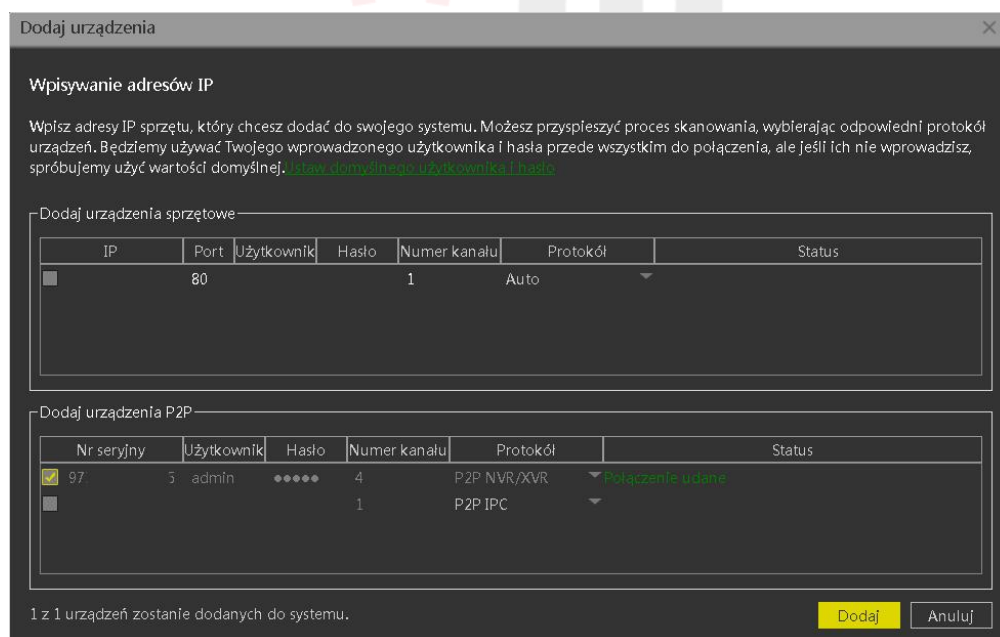 Dodaj urządzenia
Wpisywanie adresów IP
Wpisz adresy IP sprzętu, który chcesz dodać do swojego systemu. Możesz przyspieszyć proces skanowania, wybierając odpowiedni protokół
urządzeń. Będziemy używać Twojego wprowadzonego użytkownika i hasła przede wszystkim do połączenia, ale jeśli ich nie wprowadzisz,
spróbujemy użyć wartości domyślnej.Ustaw domyślnego użytkownika i hasło
Dodaj urządzenia sprzętowe
IP Port Użytkownik Hasło Numer kanału Protokół Status
80 1 Auto
Dodaj urządzenia P2P
Nr seryjny Użytkownik Hasło Numer kanału Protokół Status
97 5 admin ●●●●● 4 P2P NVR/XVR Połączenie udane
1 P2P IPC
1 z 1 urządzeń zostanie dodanych do systemu.
Dodaj Anuluj